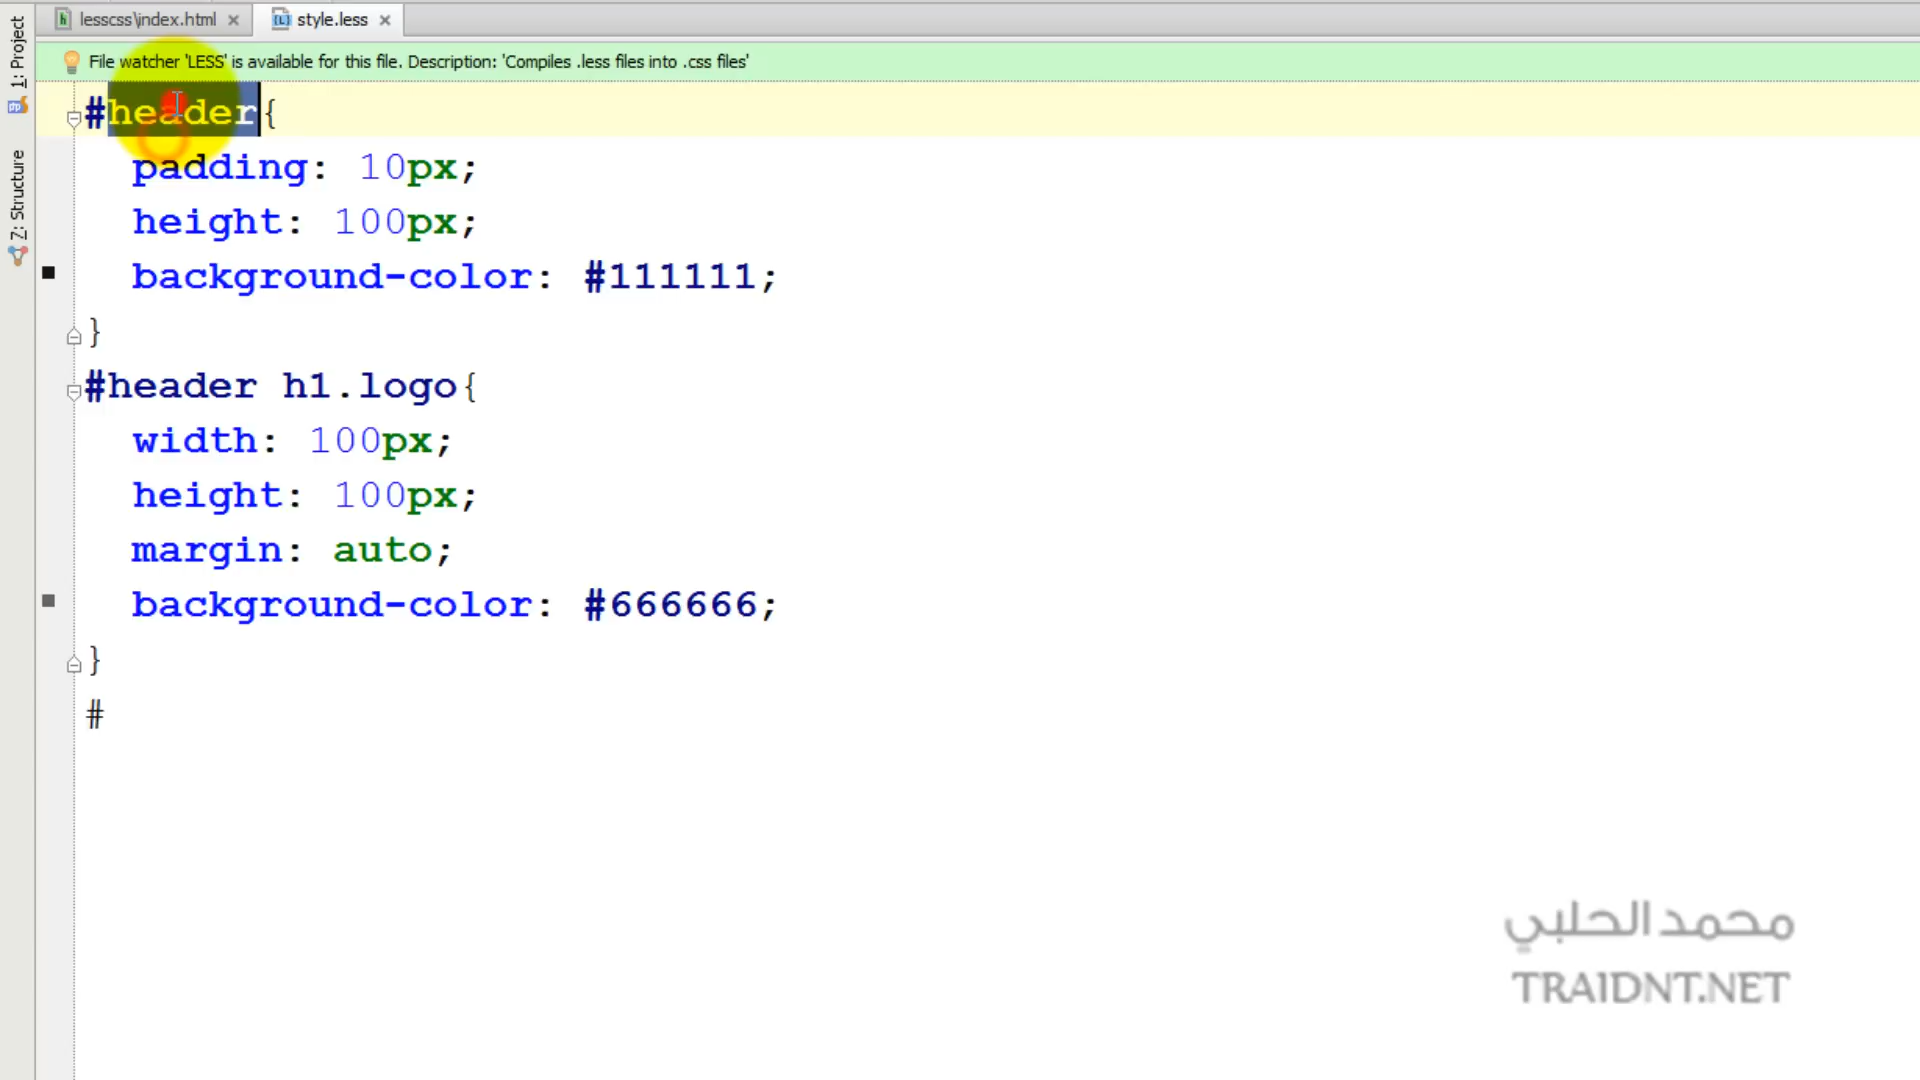 lesscss\index.html
style.less
1: Project
File watcher 'LESS' is available for this file. Description: 'Compiles .less files into .css files'
#header{
padding: 10px;
height: 100px;
background-color: #111111;
}
#header h1.logo{
width: 100px;
height: 100px;
margin: auto;
background-color: #666666;
}
#
Z: Structure
محمد الحلبي
TRAIDNT.NET